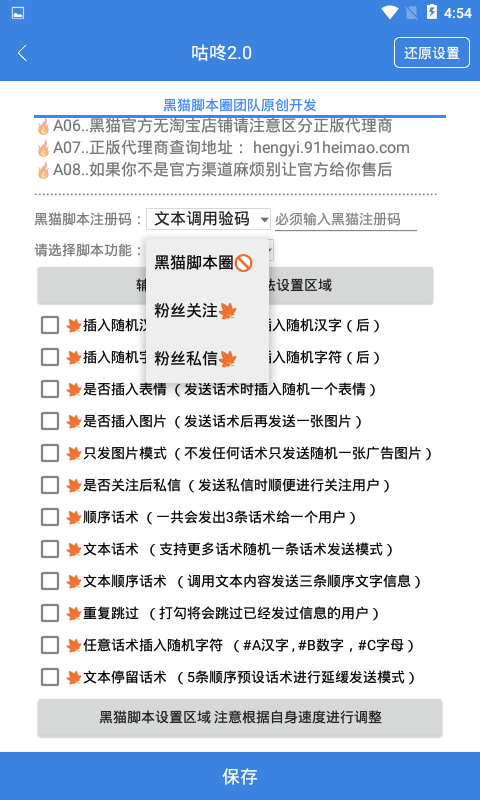 4:54
咕咚2.0
还原设置
黑猫脚本圈团队原创开发
A06..黑猫官方无淘宝店铺请注意区分正版代理商
A07..正版代理商查询地址：hengyi.91heimao.com
A08..如果你不是官方渠道麻烦别让官方给你售后
黑猫脚本注册码：
文本调用验码
必须输入黑猫注册码
请选择脚本功能：
黑猫脚本圈
粉丝关注
粉丝私信
辅
法设置区域
插入随机汉
插入随机汉字（后）
插入随机字
插入随机字符（后）
是否插入表情（发送话术时插入随机一个表情）
是否插入图片（发送话术后再发送一张图片）
只发图片模式（不发任何话术只发送随机一张广告图片）
是否关注后私信（发送私信时顺便进行关注用户）
顺序话术（一共会发出3条话术给一个用户）
文本话术（支持更多话术随机一条话术发送模式）
文本顺序话术（调用文本内容发送三条顺序文字信息）
重复跳过（打勾将会跳过已经发过信息的用户）
任意话术插入随机字符（#A汉字,#B数字，#C字母）
文本停留话术（5条顺序预设话术进行延缓发送模式）
黑猫脚本设置区域 注意根据自身速度进行调整
保存